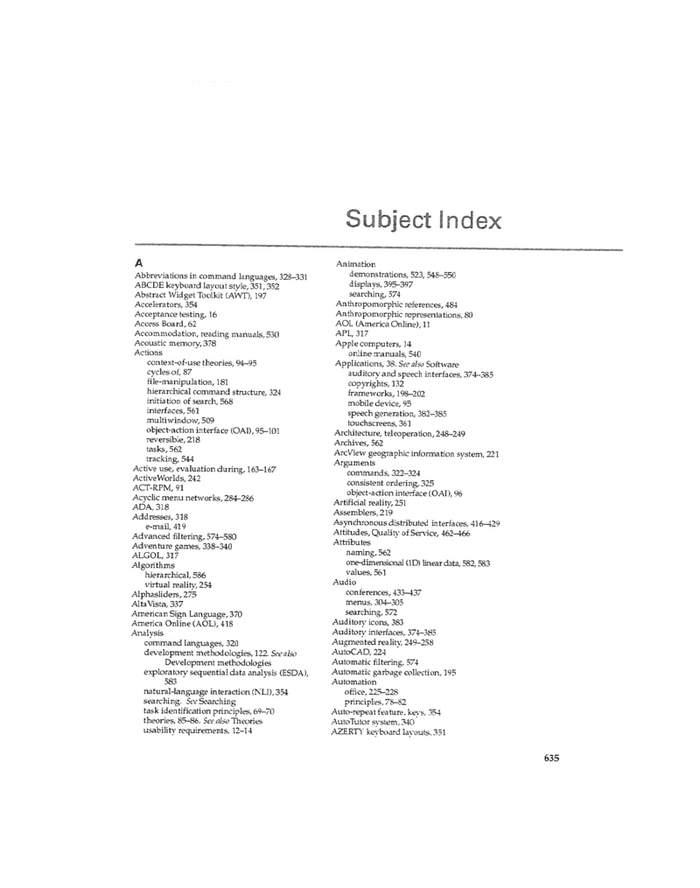 Subject Index
A
Abbreviations in command languages, 328–331
ABCDE keyboard layout style, 351, 352
Abstract Widget Toolkit (AWT), 197
Accelerators, 354
Acceptance testing, 16
Access Board, 62
Accommodation, reading manuals, 530
Acoustic memory, 378
Actions
context-of-use theories, 94–95
cycles of, 87
file-manipulation, 181
hierarchical command structure, 324
initiation of search, 568
interfaces, 561
multiwindow, 509
object-action interface (OAI), 95–101
reversible, 218
tasks, 562
tracking, 544
Active use, evaluation during, 163–167
ActiveWorlds, 242
ACT-RPM, 91
Acyclic menu networks, 284–286
ADA, 318
Addresses, 318
e-mail, 419
Advanced filtering, 574–580
Adventure games, 338–340
ALGOL, 317
Algorithms
hierarchical, 586
virtual reality, 254
Alphasliders, 275
AltaVista, 337
American Sign Language, 370
America Online (AOL), 418
Analysis
command languages, 320
development methodologies, 122. See also
Development methodologies
exploratory sequential data analysis (ESDA),
583
natural-language interaction (NLI), 354
searching. See Searching
task identification principles, 69–70
theories, 85–86. See also Theories
usability requirements, 12–14
Animation
demonstrations, 523, 548–550
displays, 395–397
searching, 574
Anthropomorphic references, 484
Anthropomorphic representations, 80
AOL (America Online), 11
APL, 317
Apple computers, 14
online manuals, 540
Applications, 38. See also Software
auditory and speech interfaces, 374–385
copyrights, 132
frameworks, 198–202
mobile device, 95
speech generation, 382–385
touchscreens, 361
Architecture, teleoperation, 248–249
Archives, 562
ArcView geographic information system, 221
Arguments
commands, 322–324
consistent ordering, 325
object-action interface (OAI), 96
Artificial reality, 251
Assemblers, 219
Asynchronous distributed interfaces, 416–429
Attitudes, Quality of Service, 462–466
Attributes
naming, 562
one-dimensional (1D) linear data, 582, 583
values, 561
Audio
conferences, 433–437
menus, 304–305
searching, 572
Auditory icons, 383
Auditory interfaces, 374–385
Augmented reality, 249–258
AutoCAD, 224
Automatic filtering, 574
Automatic garbage collection, 195
Automation
office, 225–228
principles, 78–82
Auto-repeat feature, keys, 354
AutoTutor system, 340
AZERTY keyboard layouts, 351
635